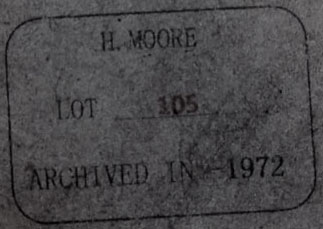 H. MOORE
LOT 105
ARCHIVED IN -1972